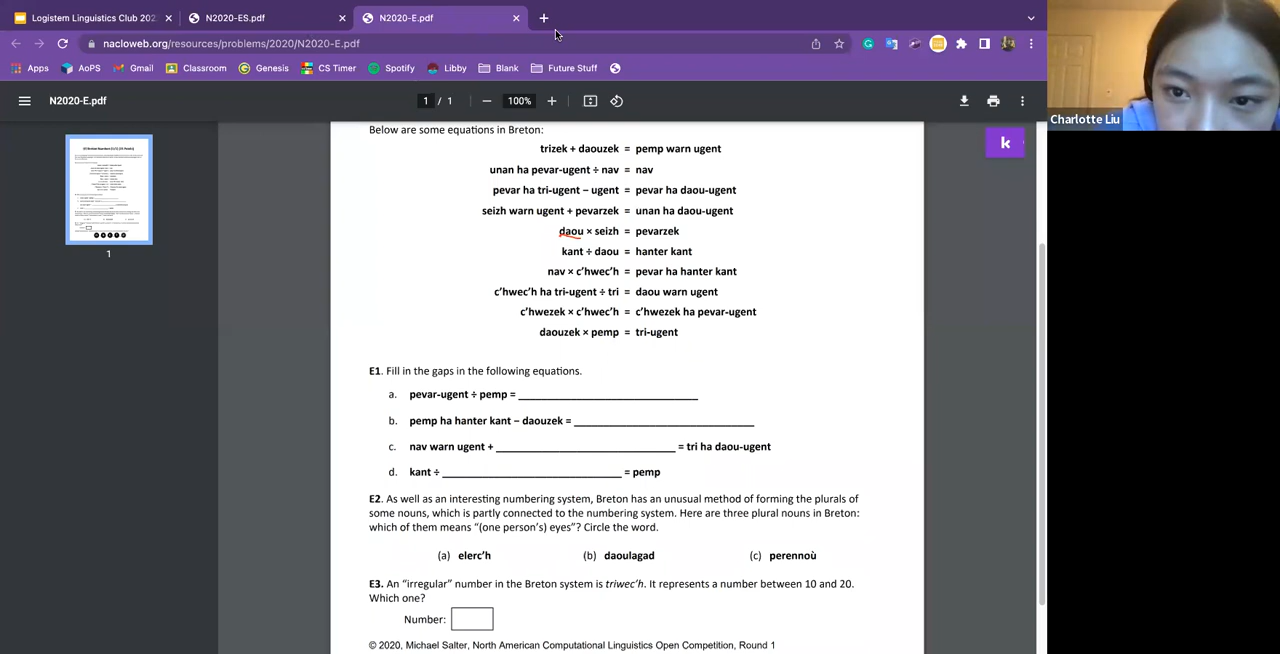 Logistem Linguistics Club 202
N2020-ES.pdf
N2020-E.pdf
nacloweb.org/resources/problems/2020/N2020-E.pdf
Apps AoPS Gmail Classroom Genesis CS Timer Spotify Libby Blank Future Stuff
N2020-E.pdf
1 / 1
100%
1
k
Charlotte Liu
Below are some equations in Breton:
trizek + daouzek = pemp warn ugent
unan ha pevar-ugent ÷ nav = nav
pevar ha tri-ugent – ugent = pevar ha daou-ugent
seizh warn ugent + pevarzek = unan ha daou-ugent
daou × seizh = pevarzek
kant ÷ daou = hanter kant
nav × c’hwec’h = pevar ha hanter kant
c’hwec’h ha tri-ugent ÷ tri = daou warn ugent
c’hwezek × c’hwec’h = c’hwezek ha pevar-ugent
daouzek × pemp = tri-ugent
E1. Fill in the gaps in the following equations.
a. pevar-ugent ÷ pemp = ____________________
b. pemp ha hanter kant – daouzek = ____________________
c. nav warn ugent + ____________________ = tri ha daou-ugent
d. kant ÷ ____________________ = pemp
E2. As well as an interesting numbering system, Breton has an unusual method of forming the plurals of
some nouns, which is partly connected to the numbering system. Here are three plural nouns in Breton:
which of them means “(one person’s) eyes”? Circle the word.
(a) elerc’h (b) daoulagad (c) perennoù
E3. An “irregular” number in the Breton system is triwec’h. It represents a number between 10 and 20.
Which one?
Number:
© 2020, Michael Salter, North American Computational Linguistics Open Competition, Round 1